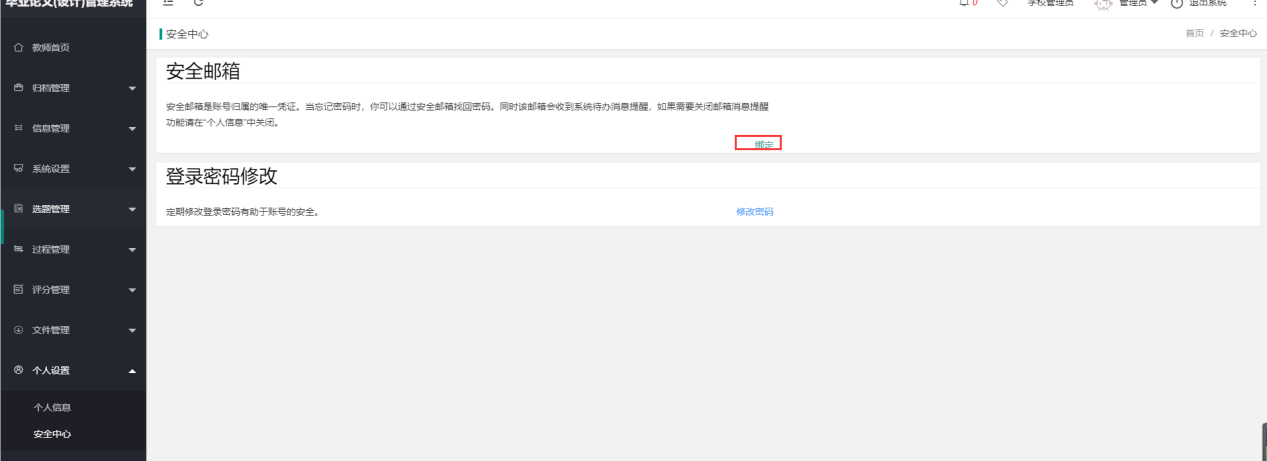 毕业论文(设计)管理系统
0
学校管理员
管理员
退出系统
安全中心
首页 / 安全中心
教师首页
归档管理
信息管理
系统设置
选题管理
过程管理
评分管理
文件管理
个人设置
个人信息
安全中心
安全邮箱
安全邮箱是账号归属的唯一凭证。当忘记密码时，你可以通过安全邮箱找回密码。同时该邮箱会收到系统待办消息提醒，如果需要关闭邮箱消息提醒
功能请在"个人信息"中关闭。
绑定
登录密码修改
定期修改登录密码有助于账号的安全。
修改密码